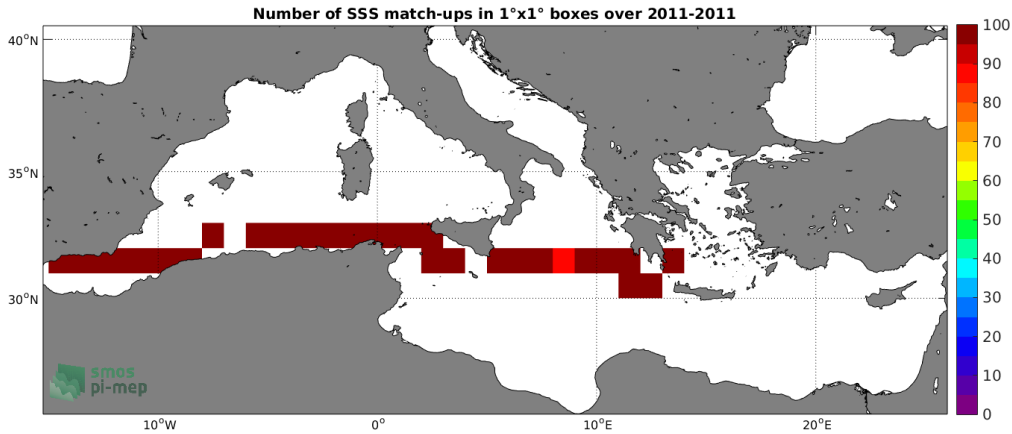 Number of SSS match-ups in 1°x1° boxes over 2011-2011
40°N
35°N
30°N
10°W
0°
10°E
20°E
100
90
80
70
60
50
40
30
20
10
0
smos
pi-mep